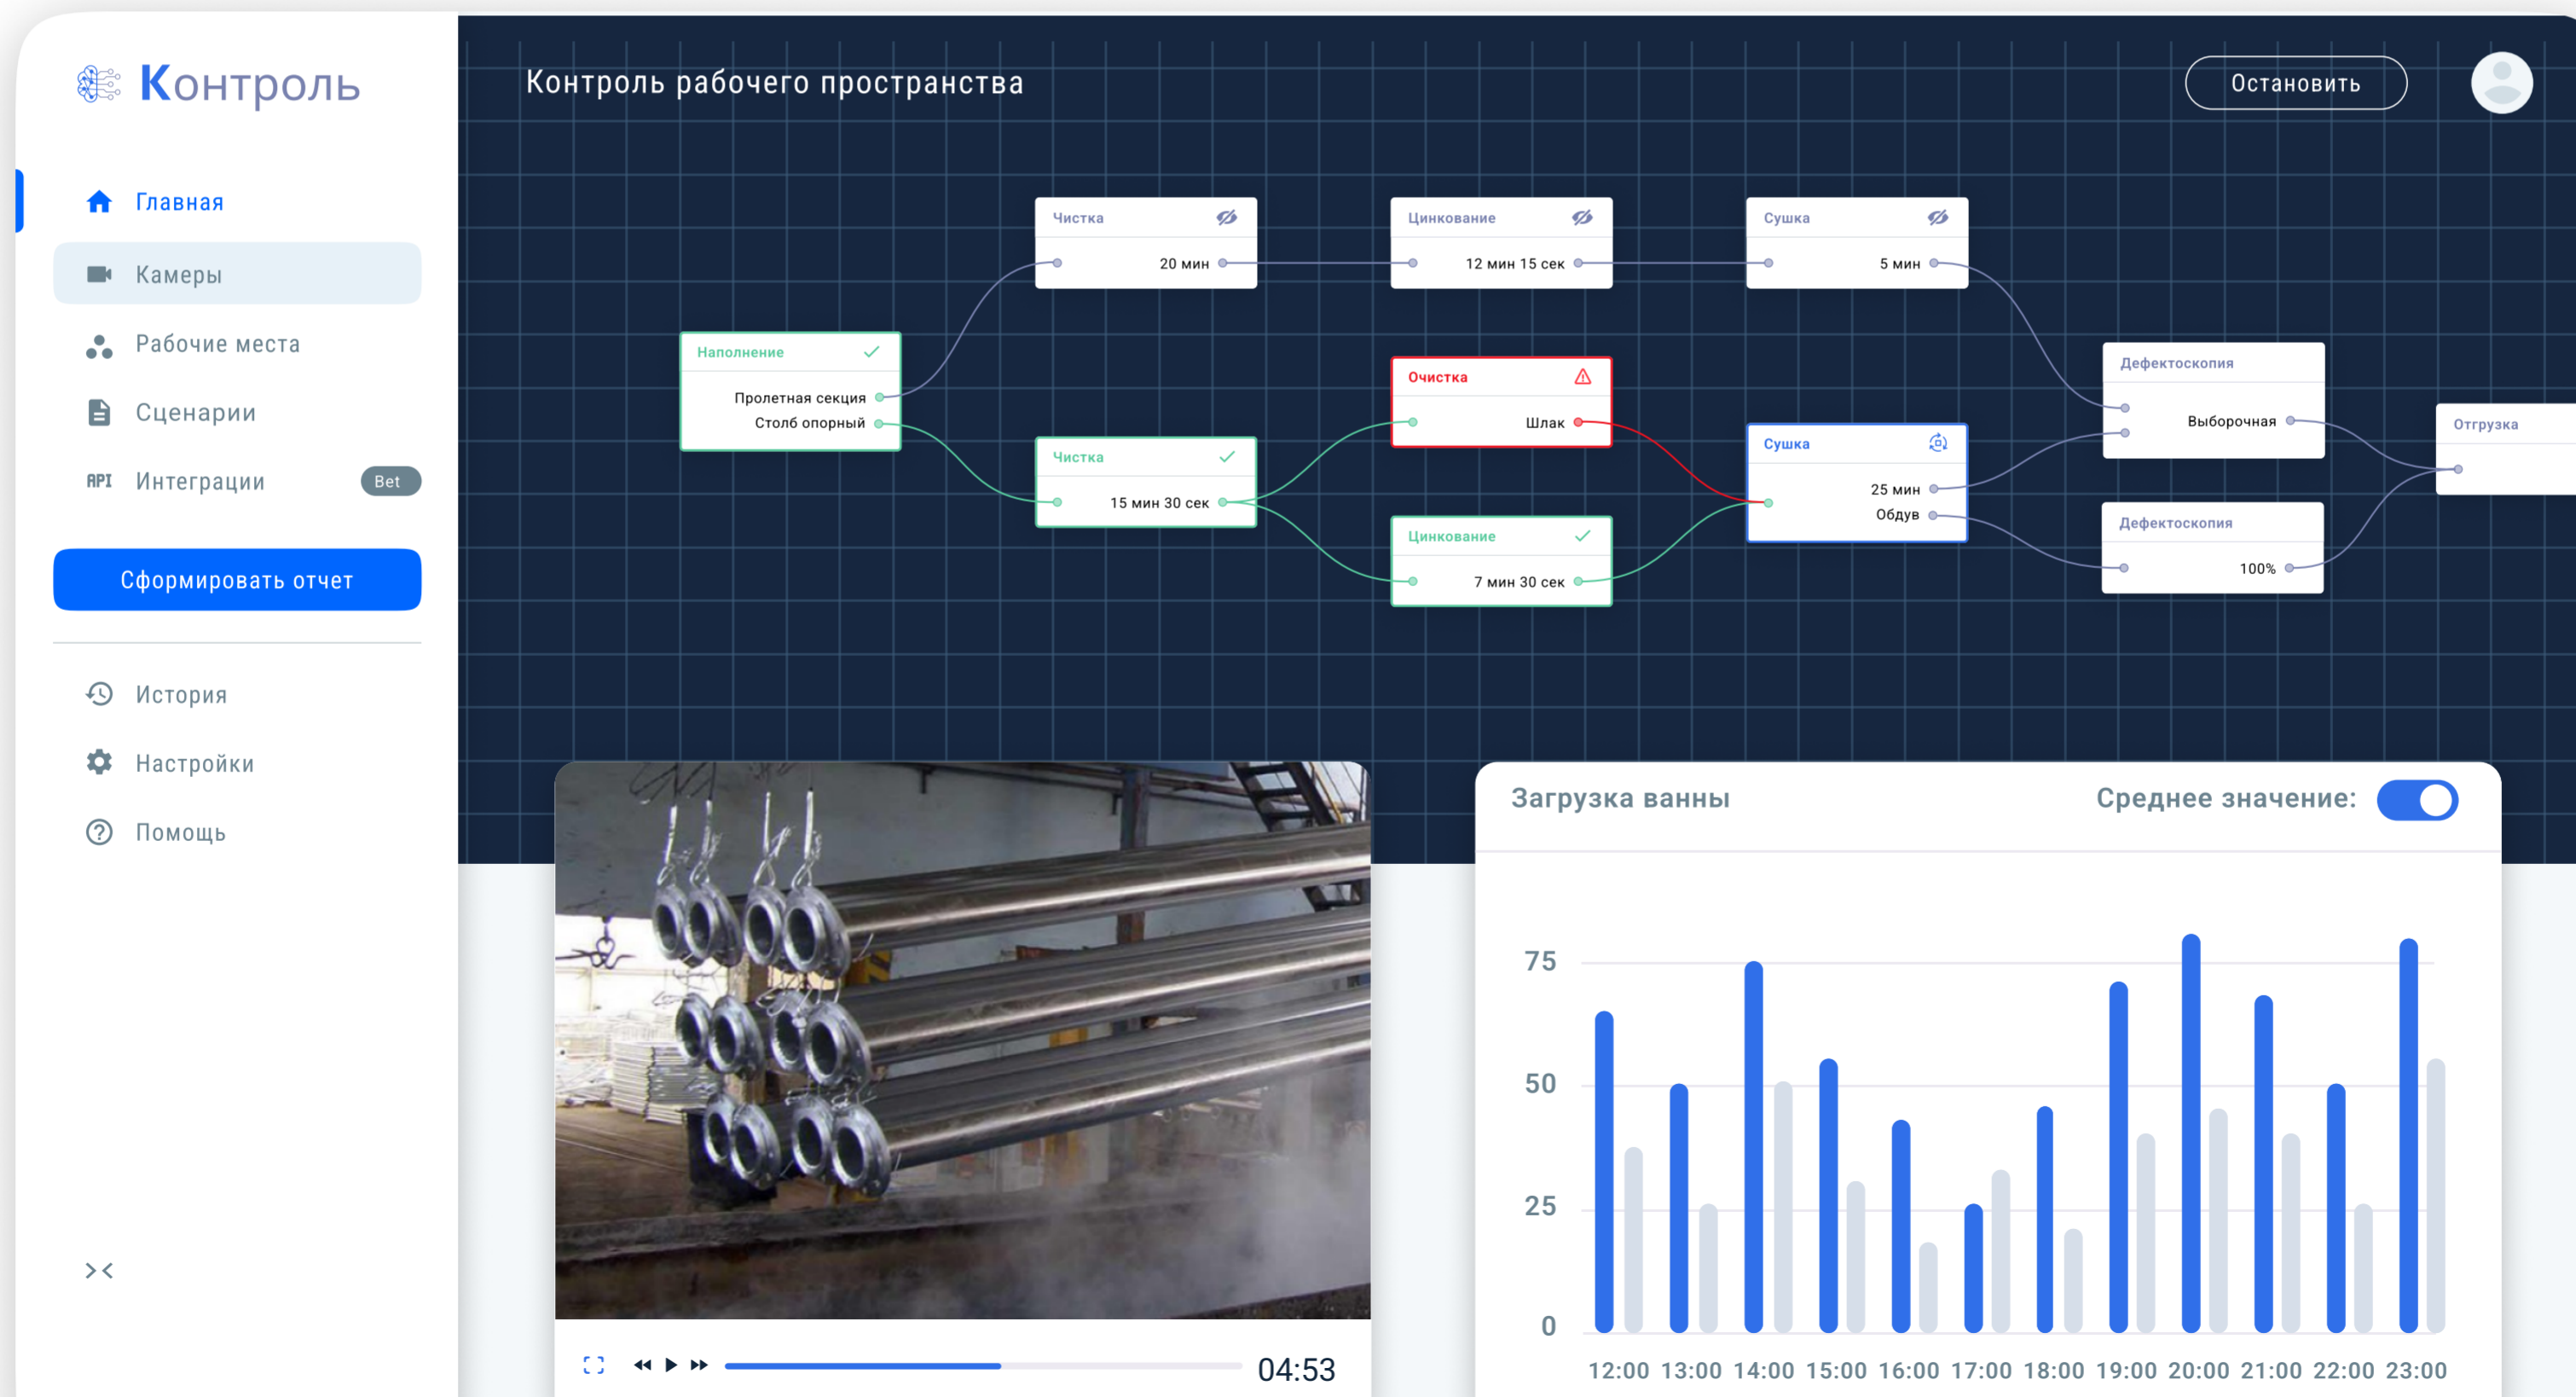 Контроль
Главная
Камеры
Рабочие места
Сценарии
API Интеграции Bet
Сформировать отчет
История
Настройки
Помощь
Контроль рабочего пространства
Остановить
Наполнение
Пролетная секция
Столб опорный
Чистка
20 мин
Цинкование
12 мин 15 сек
Сушка
5 мин
Чистка
15 мин 30 сек
Очистка
Шлак
Цинкование
7 мин 30 сек
Сушка
25 мин
Обдув
Дефектоскопия
Выборочная
Дефектоскопия
100%
Отгрузка
04:53
Загрузка ванны
Среднее значение:
75
50
25
0
12:00 13:00 14:00 15:00 16:00 17:00 18:00 19:00 20:00 21:00 22:00 23:00